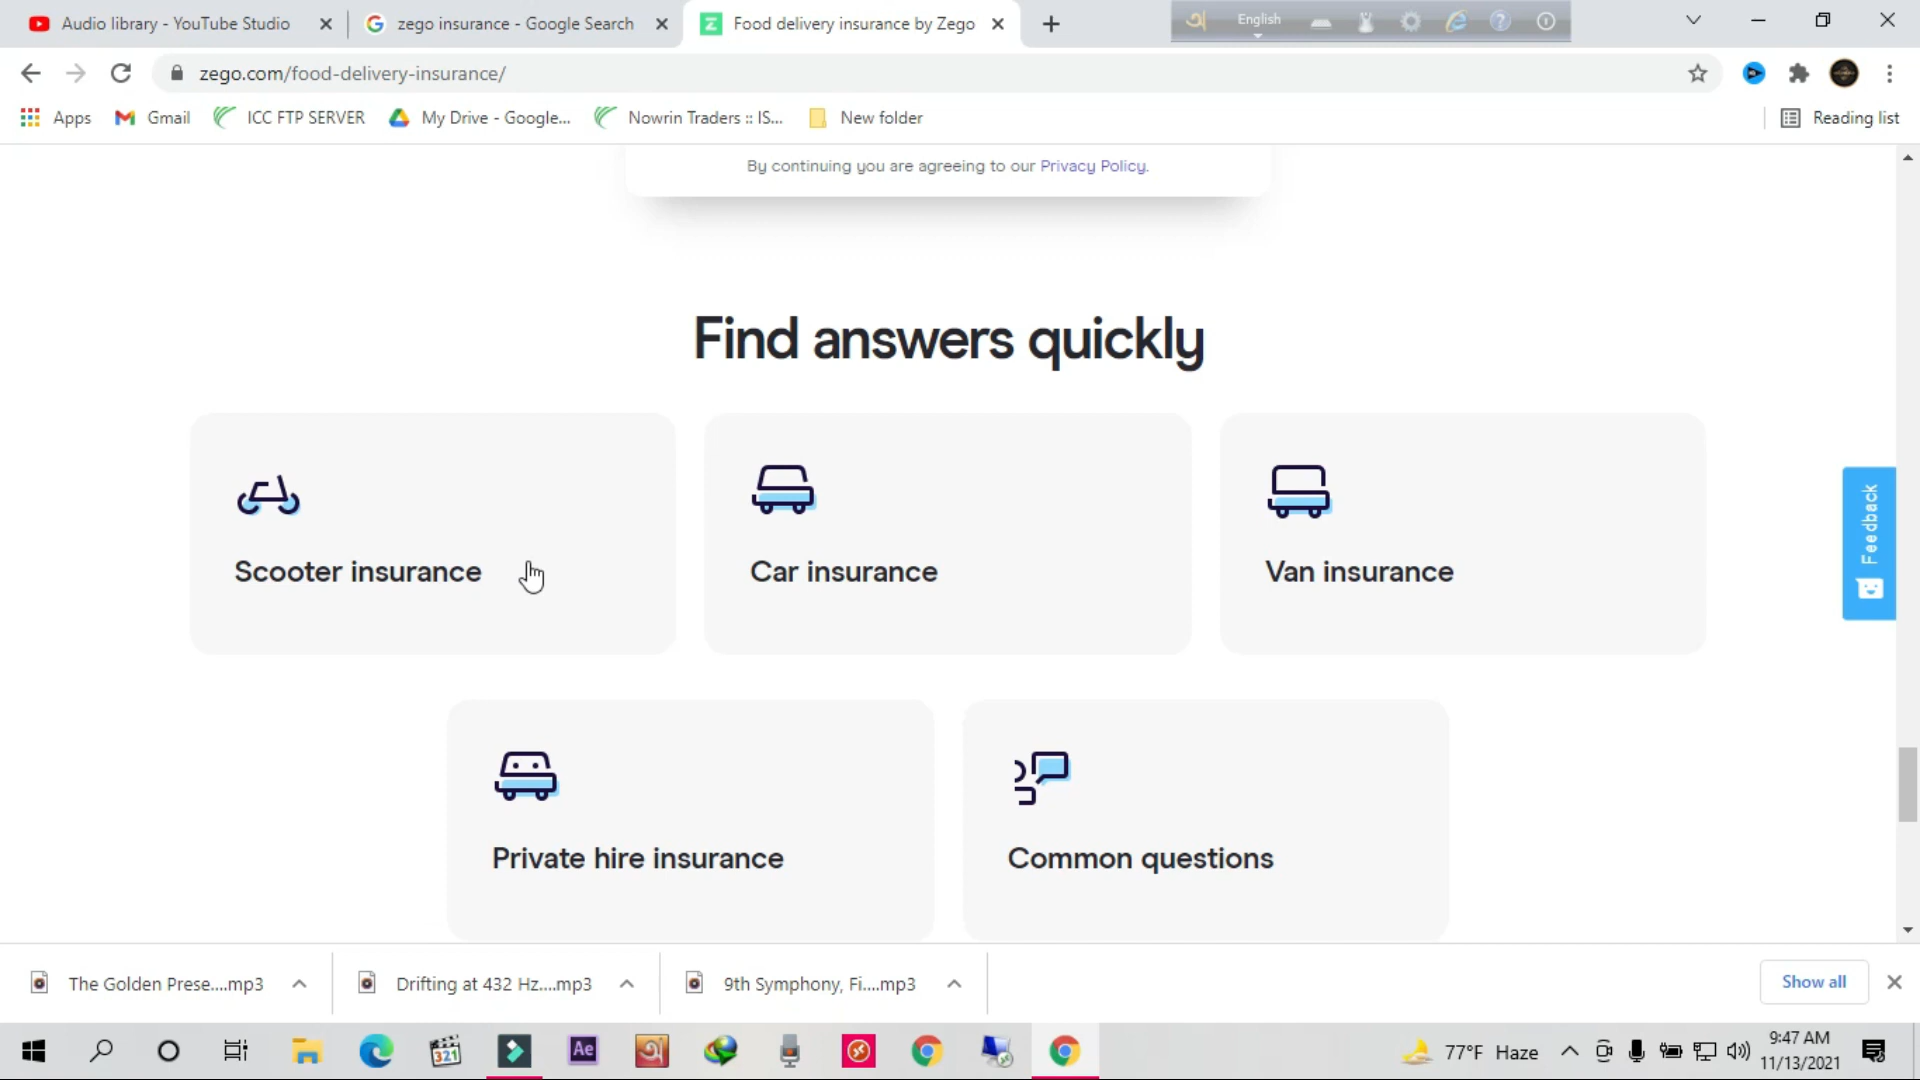 Audio library - YouTube Studio
zego insurance - Google Search
Food delivery insurance by Zego
English
zego.com/food-delivery-insurance/
Apps
Gmail
ICC FTP SERVER
My Drive - Google...
Nowrin Traders :: IS...
New folder
Reading list
By continuing you are agreeing to our Privacy Policy.
Find answers quickly
Scooter insurance
Car insurance
Van insurance
Feedback
Private hire insurance
Common questions
The Golden Prese....mp3
Drifting at 432 Hz....mp3
9th Symphony, Fi....mp3
Show all
321
Ae
অ
77°F Haze
9:47 AM
11/13/2021